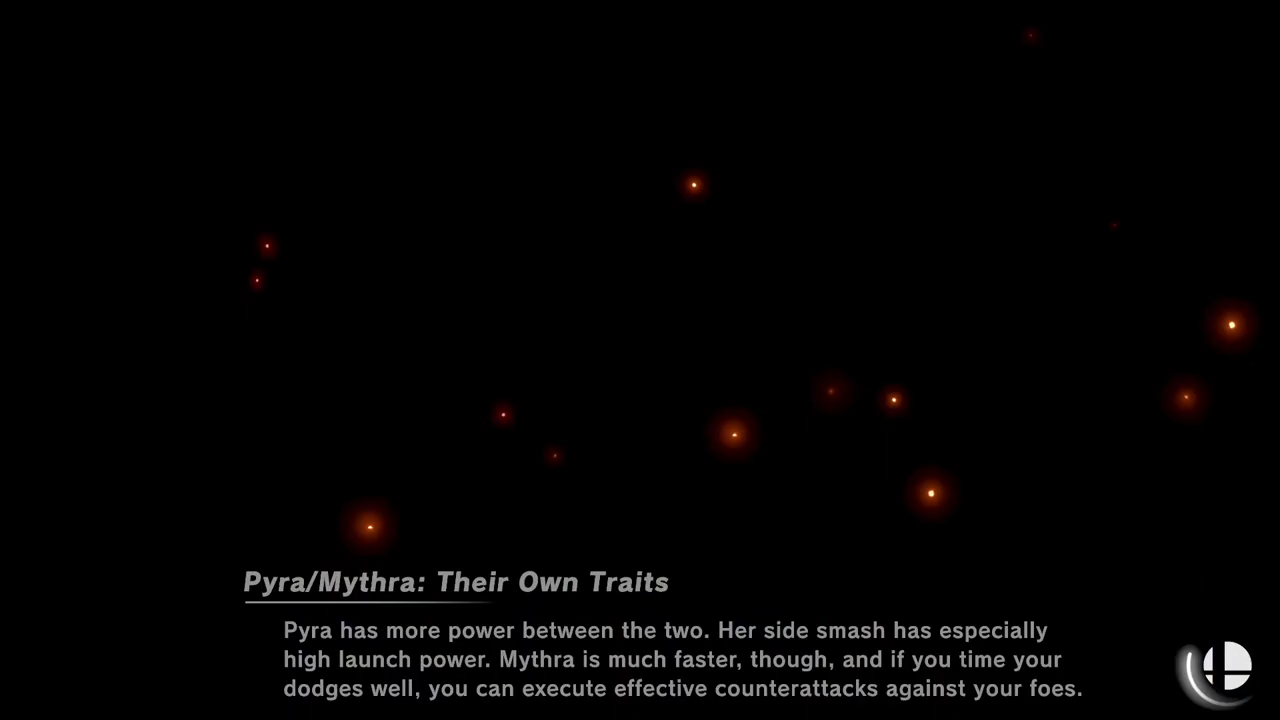 Pyra/Mythra: Their Own Traits
Pyra has more power between the two. Her side smash has especially
high launch power. Mythra is much faster, though, and if you time your
dodges well, you can execute effective counterattacks against your foes.